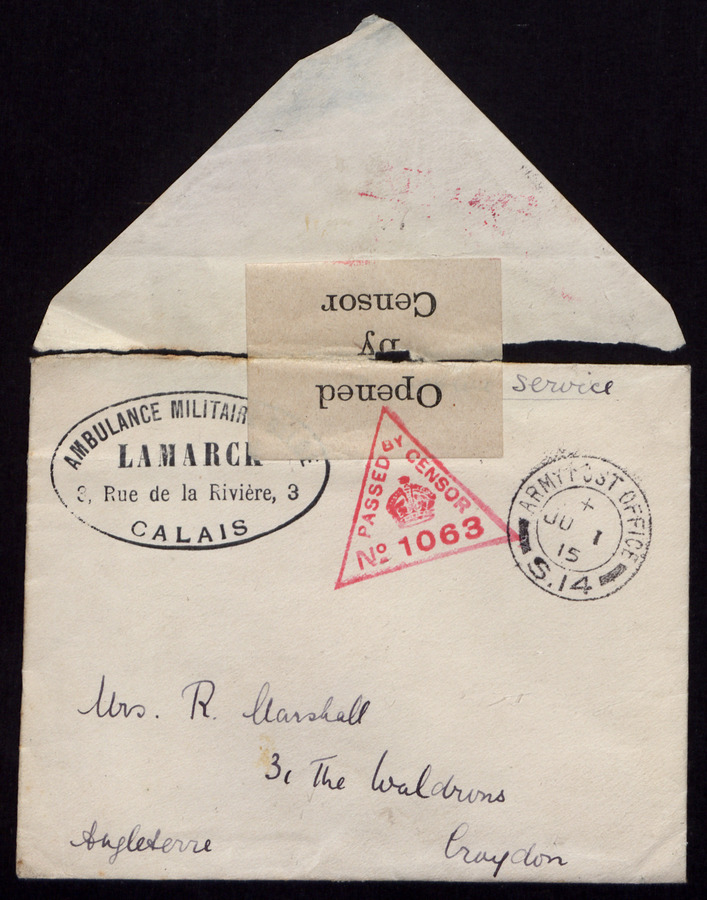 Opened
by
Censor
service
AMBULANCE MILITAIR
LAMARCK
3, Rue de la Rivière, 3
CALAIS
PASSED BY CENSOR
No 1063
ARMY POST OFFICE
X
JU 1
15
S.14
Mrs. R. Marshall
3, The Waldrons
Croydon
Angleterre